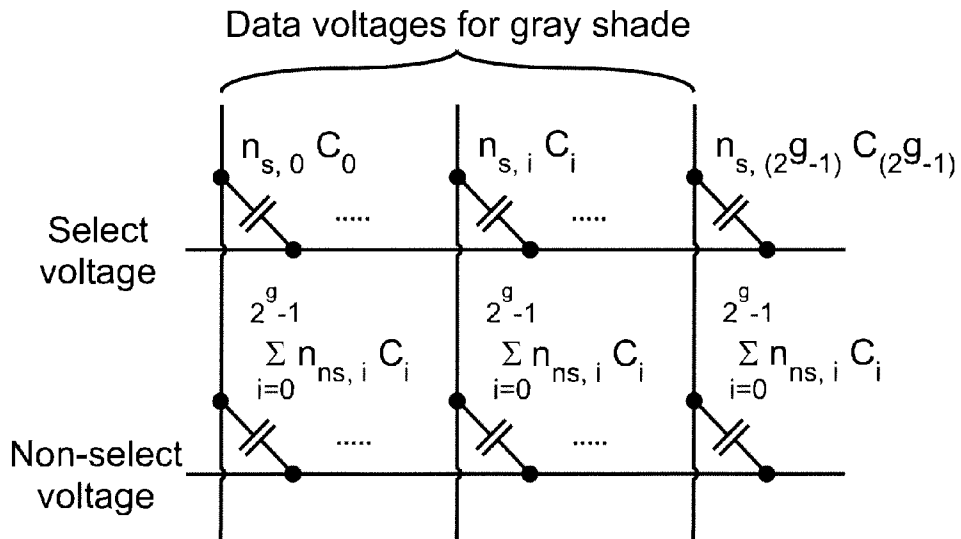 Data voltages for gray shade
n_{s, 0} C_0 n_{s, i} C_i n_{s, (2^g-1)} C_{(2^g-1)}
..... .....
Select
voltage
2^g-1 2^g-1 2^g-1
Σ n_{ns, i} C_i Σ n_{ns, i} C_i Σ n_{ns, i} C_i
i=0 i=0 i=0
..... .....
Non-select
voltage